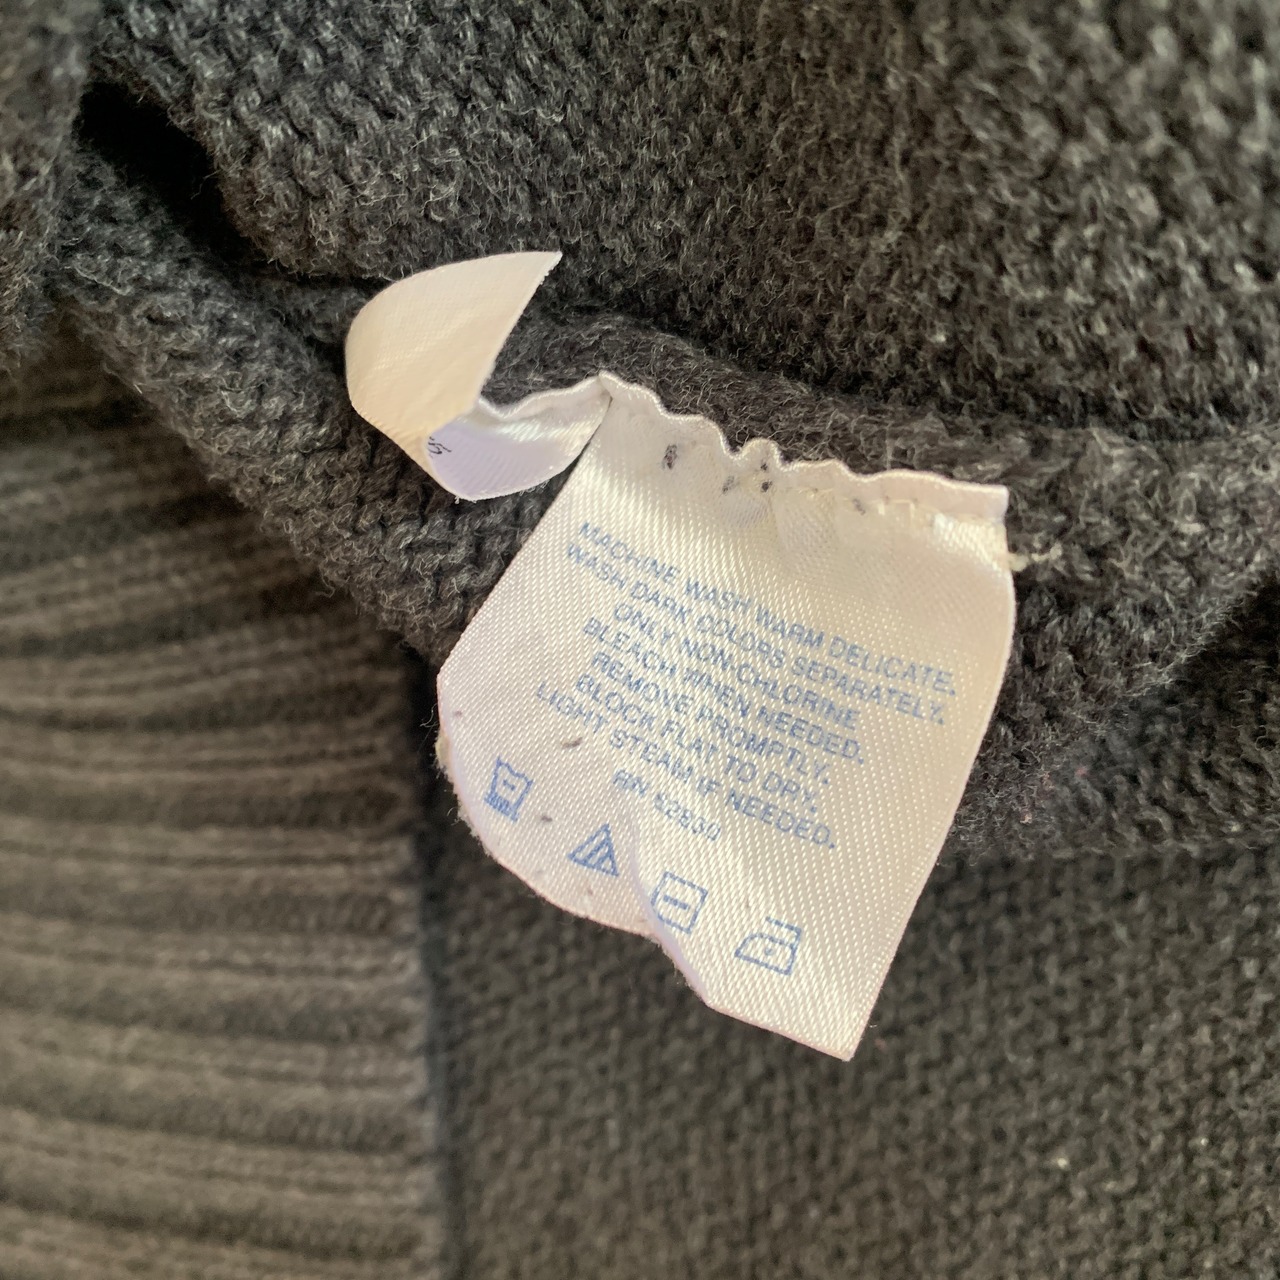 MACHINE WASH WARM DELICATE.
WASH DARK COLORS SEPARATELY.
ONLY NON-CHLORINE
BLEACH WHEN NEEDED.
REMOVE PROMPTLY.
BLOCK FLAT TO DRY.
LIGHT STEAM IF NEEDED.
RN